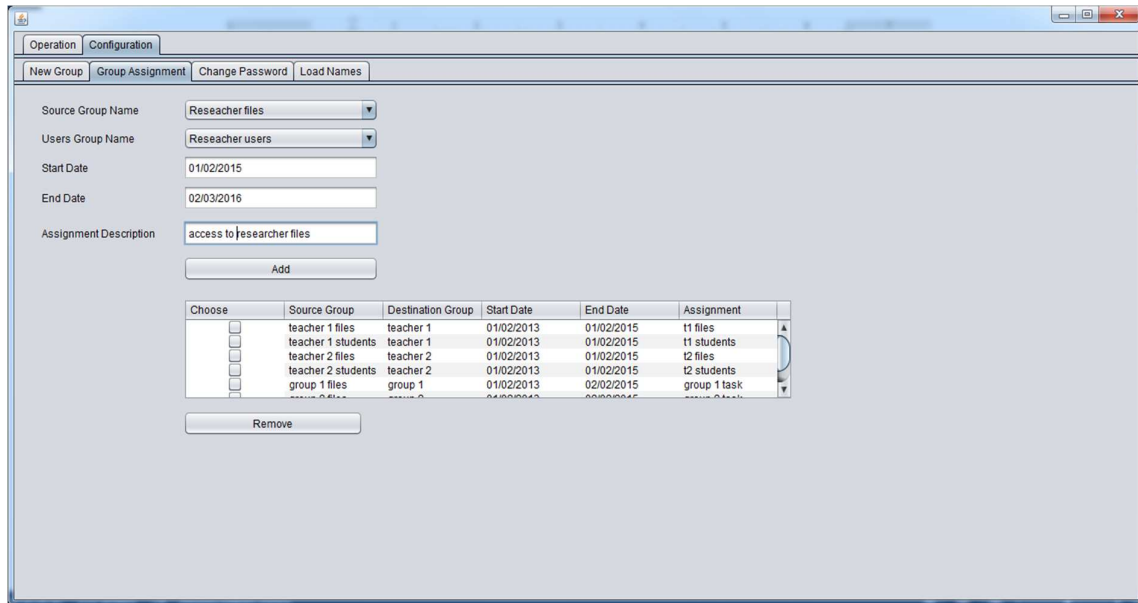 Operation Configuration
New Group Group Assignment Change Password Load Names
Source Group Name Reseacher files
Users Group Name Reseacher users
Start Date 01/02/2015
End Date 02/03/2016
Assignment Description access to researcher files
Add
Choose Source Group Destination Group Start Date End Date Assignment
teacher 1 files teacher 1 01/02/2013 01/02/2015 t1 files
teacher 1 students teacher 1 01/02/2013 01/02/2015 t1 students
teacher 2 files teacher 2 01/02/2013 01/02/2015 t2 files
teacher 2 students teacher 2 01/02/2013 01/02/2015 t2 students
group 1 files group 1 01/02/2013 02/02/2015 group 1 task
Remove